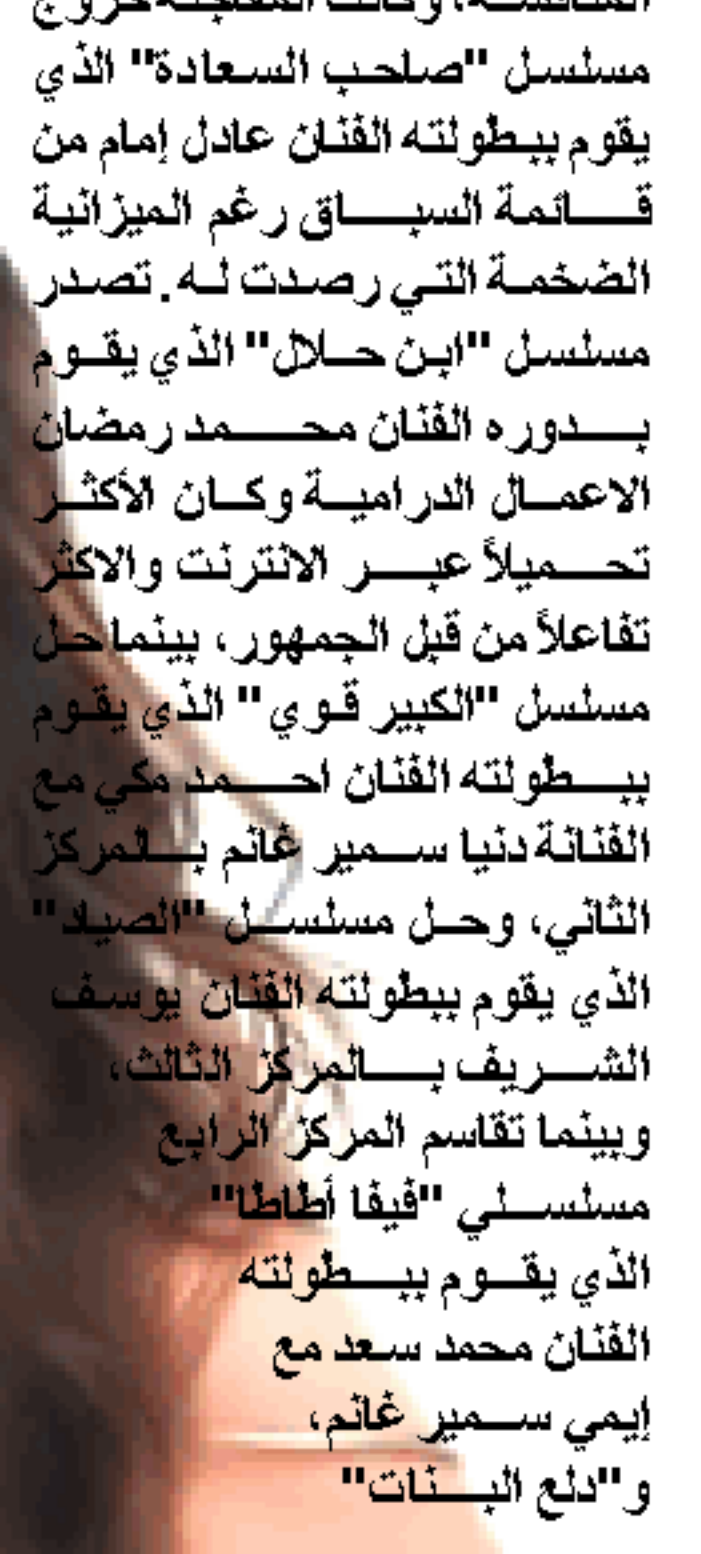 المنافسة، وكانت المفاجئة خروج
مسلسل "صاحب السعادة" الذي
يقوم ببطولته الفنان عادل إمام من
قائمة السباق رغم الميزانية
الضخمة التي رصدت له. تصدر
مسلسل "ابن حلال" الذي يقوم
بدوره الفنان محمد رمضان
الاعمال الدرامية وكان الأكثر
تحميلاً عبر الانترنت والاكثر
تفاعلاً من قبل الجمهور، بينما حل
مسلسل "الكبير قوي" الذي يقوم
ببطولته الفنان احمد مكي مع
الفنانة دنيا سمير غانم بالمركز
الثاني، وحل مسلسل "الصياد"
الذي يقوم ببطولته الفنان يوسف
الشريف بالمركز الثالث،
وبينما تقاسم المركز الرابع
مسلسلي "فيفا أطاطا"
الذي يقوم ببطولته
الفنان محمد سعد مع
إيمي سمير غانم،
و"دلع البنات"